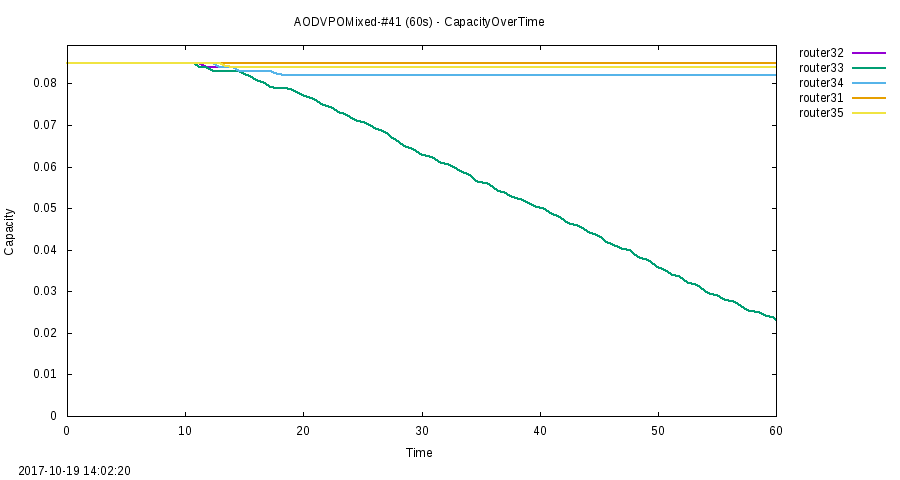 AODVPOMixed-#41 (60s) - CapacityOverTime
router32
router33
router34
router31
router35
0.08
0.07
0.06
0.05
0.04
0.03
0.02
0.01
0
Capacity
0 10 20 30 40 50 60
Time
2017-10-19 14:02:20